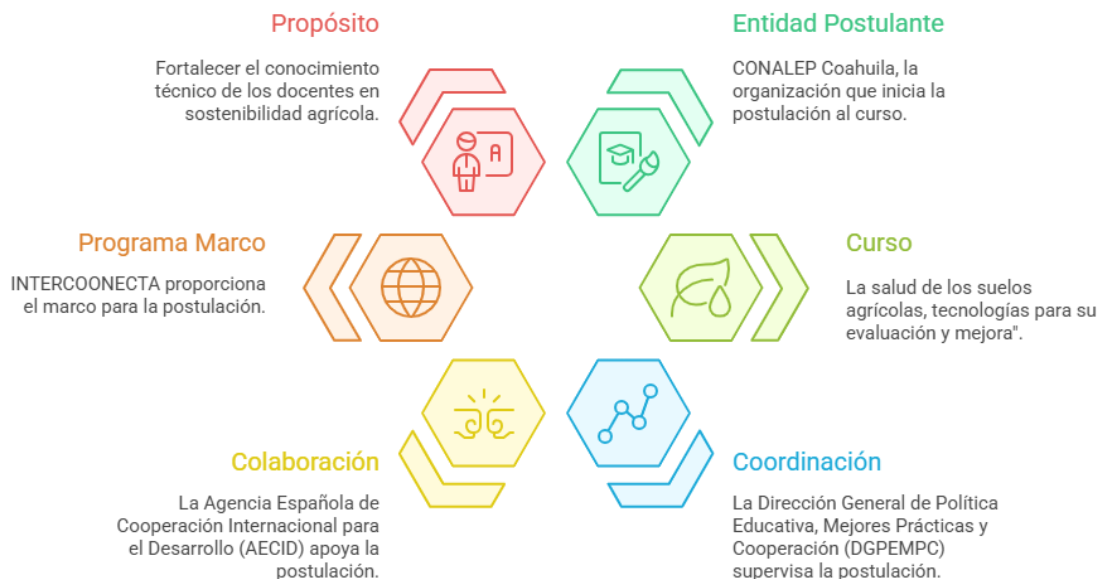 Propósito
Fortalecer el conocimiento
técnico de los docentes en
sostenibilidad agrícola.
Entidad Postulante
CONALEP Coahuila, la
organización que inicia la
postulación al curso.
A
Programa Marco
INTERCOONECTA proporciona
el marco para la postulación.
Curso
La salud de los suelos
agrícolas, tecnologías para su
evaluación y mejora".
Colaboración
La Agencia Española de
Cooperación Internacional para
el Desarrollo (AECID) apoya la
postulación.
Coordinación
La Dirección General de Política
Educativa, Mejores Prácticas y
Cooperación (DGPEMPC)
supervisa la postulación.